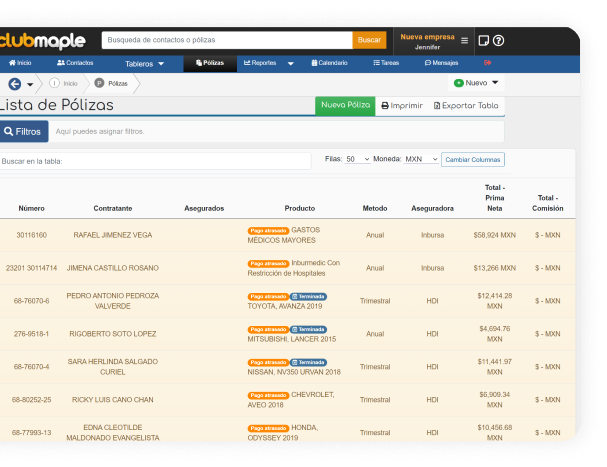 clubmaple
Busqueda de contactos o pólizas
Buscar
Nueva empresa
Jennifer
Inicio
Contactos
Tableros
Pólizas
Reportes
Calendario
Tareas
Mensajes
Inicio
Pólizas
Nuevo
Lista de Pólizas
Nueva Póliza
Imprimir
Exportar Tabla
Filtros
Aquí puedes asignar filtros.
Buscar en la tabla:
Filas: 50
Moneda: MXN
Cambiar Columnas
Número
Contratante
Asegurados
Producto
Metodo
Aseguradora
Total -
Prima
Neta
Total -
Comisión
30116160
RAFAEL JIMENEZ VEGA
Pago atrasado GASTOS
MÉDICOS MAYORES
Anual
Inbursa
$58,924 MXN
$ - MXN
23201 30114714
JIMENA CASTILLO ROSANO
Pago atrasado Inburmedic Con
Restricción de Hospitales
Anual
Inbursa
$13,266 MXN
$ - MXN
68-76070-6
PEDRO ANTONIO PEDROZA
VALVERDE
Pago atrasado Terminada
TOYOTA, AVANZA 2019
Trimestral
HDI
$12,414.28
MXN
$ - MXN
276-9518-1
RIGOBERTO SOTO LOPEZ
Pago atrasado Terminada
MITSUBISHI, LANCER 2015
Anual
HDI
$4,694.76
MXN
$ - MXN
68-76070-4
SARA HERLINDA SALGADO
CURIEL
Pago atrasado Terminada
NISSAN, NV350 URVAN 2018
Trimestral
HDI
$11,441.97
MXN
$ - MXN
68-80252-25
RICKY LUIS CANO CHAN
Pago atrasado CHEVROLET,
AVEO 2018
Trimestral
HDI
$6,909.34
MXN
$ - MXN
68-77993-13
EDNA CLEOTILDE
MALDONADO EVANGELISTA
Pago atrasado HONDA,
ODYSSEY 2019
Trimestral
HDI
$10,456.68
MXN
$ - MXN